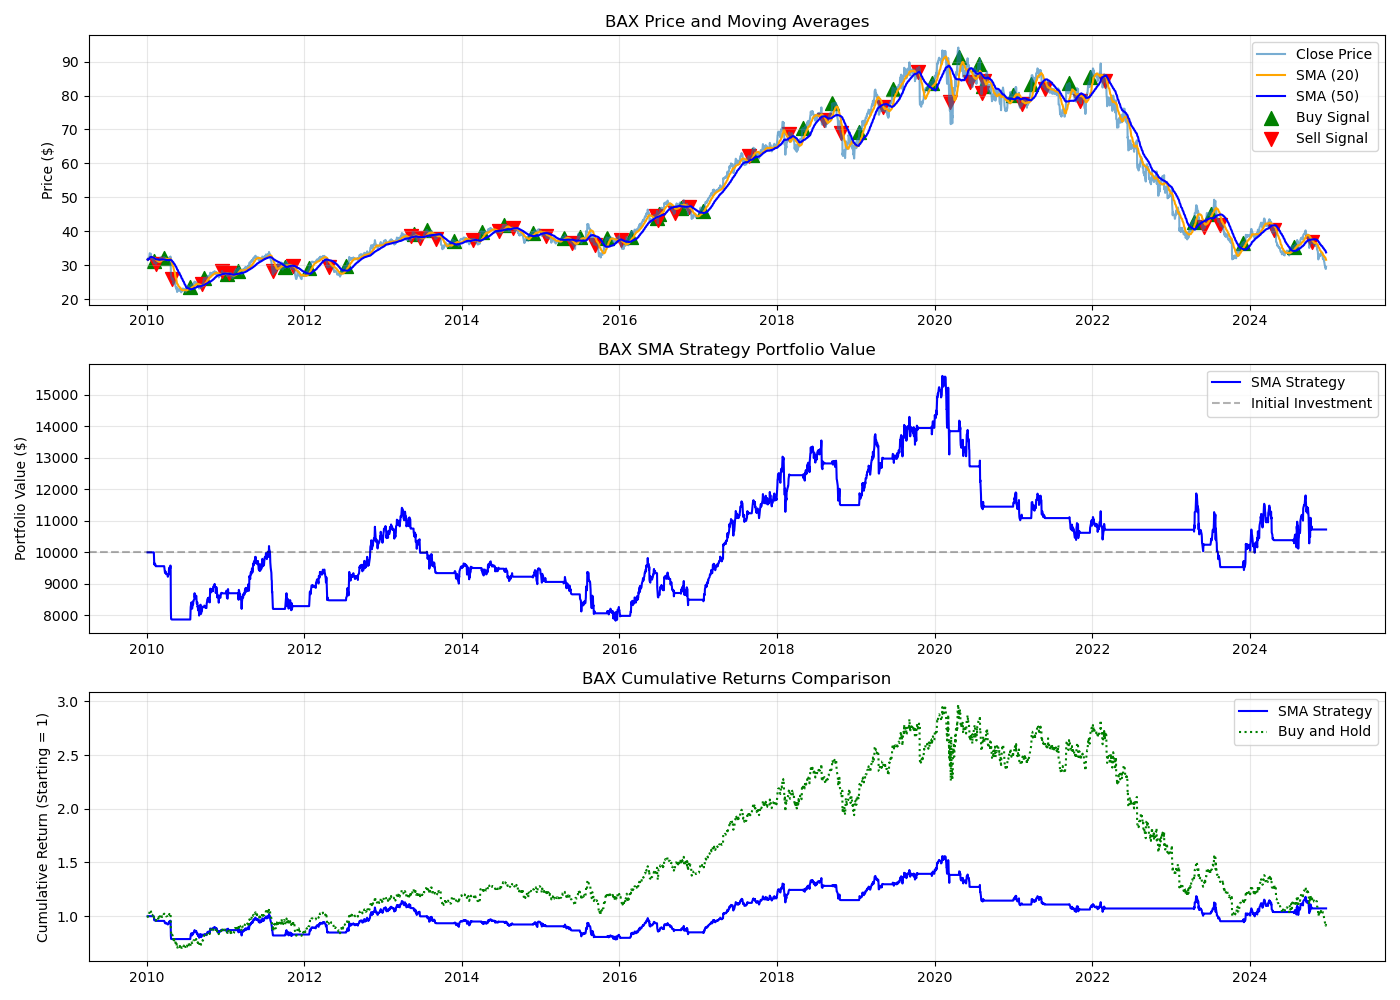 BAX Price and Moving Averages
Price ($)
90
80
70
60
50
40
30
20
Close Price
SMA (20)
SMA (50)
Buy Signal
Sell Signal
2010 2012 2014 2016 2018 2020 2022 2024
BAX SMA Strategy Portfolio Value
Portfolio Value ($)
15000
14000
13000
12000
11000
10000
9000
8000
SMA Strategy
Initial Investment
2010 2012 2014 2016 2018 2020 2022 2024
BAX Cumulative Returns Comparison
Cumulative Return (Starting = 1)
3.0
2.5
2.0
1.5
1.0
SMA Strategy
Buy and Hold
2010 2012 2014 2016 2018 2020 2022 2024